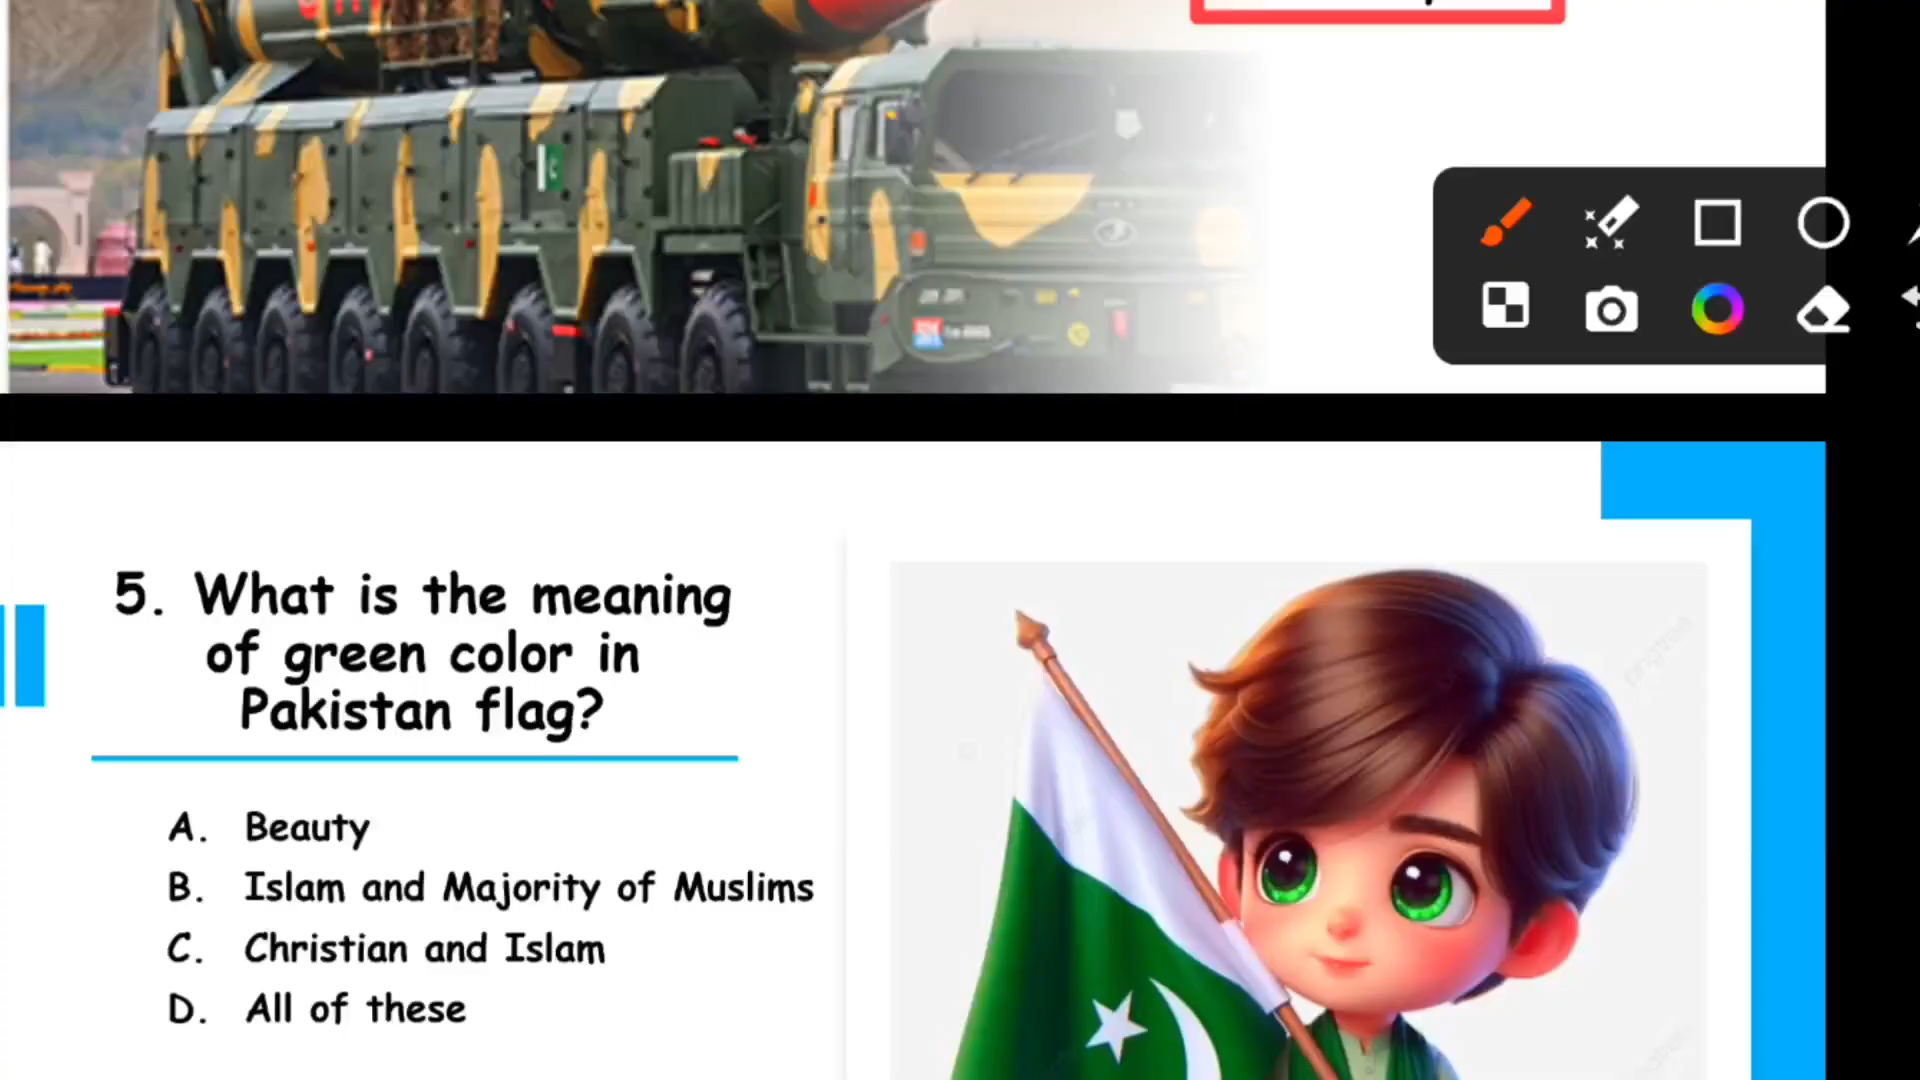 5. What is the meaning
of green color in
Pakistan flag?
A. Beauty
B. Islam and Majority of Muslims
C. Christian and Islam
D. All of these